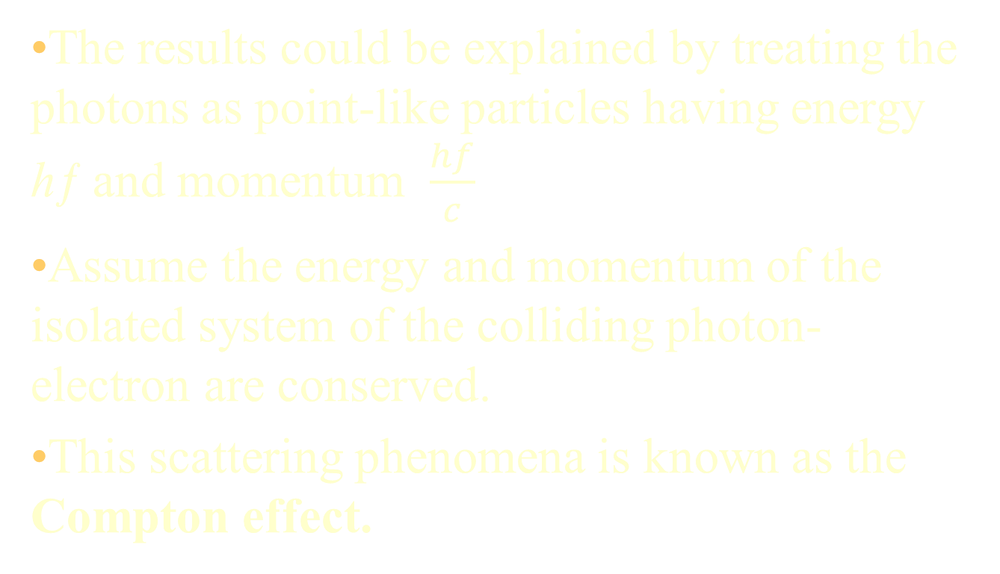 •The results could be explained by treating the
photons as point-like particles having energy
hf and momentum hf/c
•Assume the energy and momentum of the
isolated system of the colliding photon-
electron are conserved.
•This scattering phenomena is known as the
Compton effect.